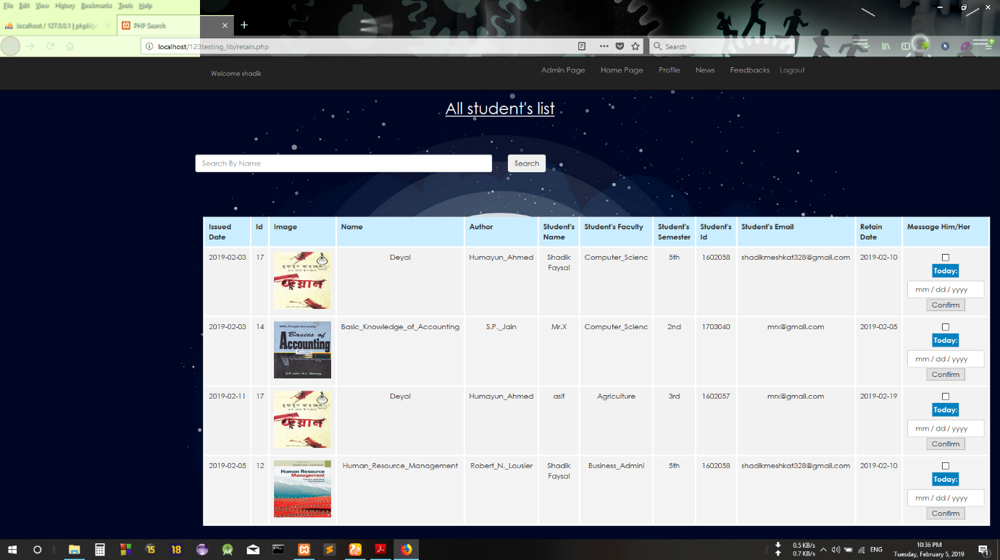 File Edit View History Bookmarks Tools Help
localhost / 127.0.0.1 | phpMy
PHP Search
localhost/123testing_lib/retain.php
Search
Welcome shadik
Admin Page Home Page Profile News Feedbacks Logout
All student's list
Search By Name Search
Issued Date Id Image Name Author Student's Name Student's Faculty Student's Semester Student's Id Student's Email Retain Date Message Him/Her
2019-02-03 17 Deyal Humayun_Ahmed Shadik Faysal Computer_Scienc 5th 1602058 shadikmeshkat328@gmail.com 2019-02-10
হুমায়ূন আহমেদ
দেয়াল
Today:
mm / dd / yyyy
Confirm
2019-02-03 14 Basic_Knowledge_of_Accounting S.P._Jain Mr.X Computer_Scienc 2nd 1703040 mrx@gmail.com 2019-02-05
Basics of
Accounting
Today:
mm / dd / yyyy
Confirm
2019-02-11 17 Deyal Humayun_Ahmed asif Agriculture 3rd 1602057 mrx@gmail.com 2019-02-19
হুমায়ূন আহমেদ
দেয়াল
Today:
mm / dd / yyyy
Confirm
2019-02-05 12 Human_Resource_Management Robert_N._Lousier Shadik Faysal Business_Admini 5th 1602058 shadikmeshkat328@gmail.com 2019-02-10
Human Resource
Management
Today:
mm / dd / yyyy
Confirm
15 18
0.5 KB/s
0.7 KB/s
ENG
10:36 PM
Tuesday, February 5, 2019
1